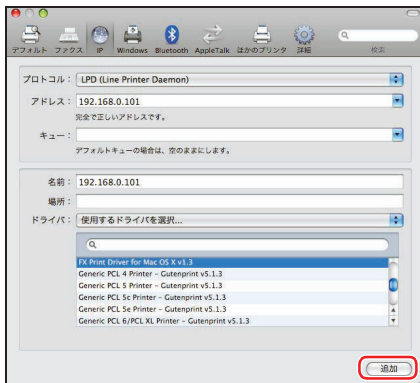 デフォルト ファクス IP Windows Bluetooth AppleTalk ほかのプリンタ 詳細 検索
プロトコル： LPD (Line Printer Daemon)
アドレス： 192.168.0.101
完全で正しいアドレスです。
キュー：
デフォルトキューの場合は、空のままにします。
名前： 192.168.0.101
場所：
ドライバ： 使用するドライバを選択...
FX Print Driver for Mac OS X v1.3
Generic PCL 4 Printer – Gutenprint v5.1.3
Generic PCL 5 Printer – Gutenprint v5.1.3
Generic PCL 5c Printer – Gutenprint v5.1.3
Generic PCL 5e Printer – Gutenprint v5.1.3
Generic PCL 6/PCL XL Printer – Gutenprint v5.1.3
追加